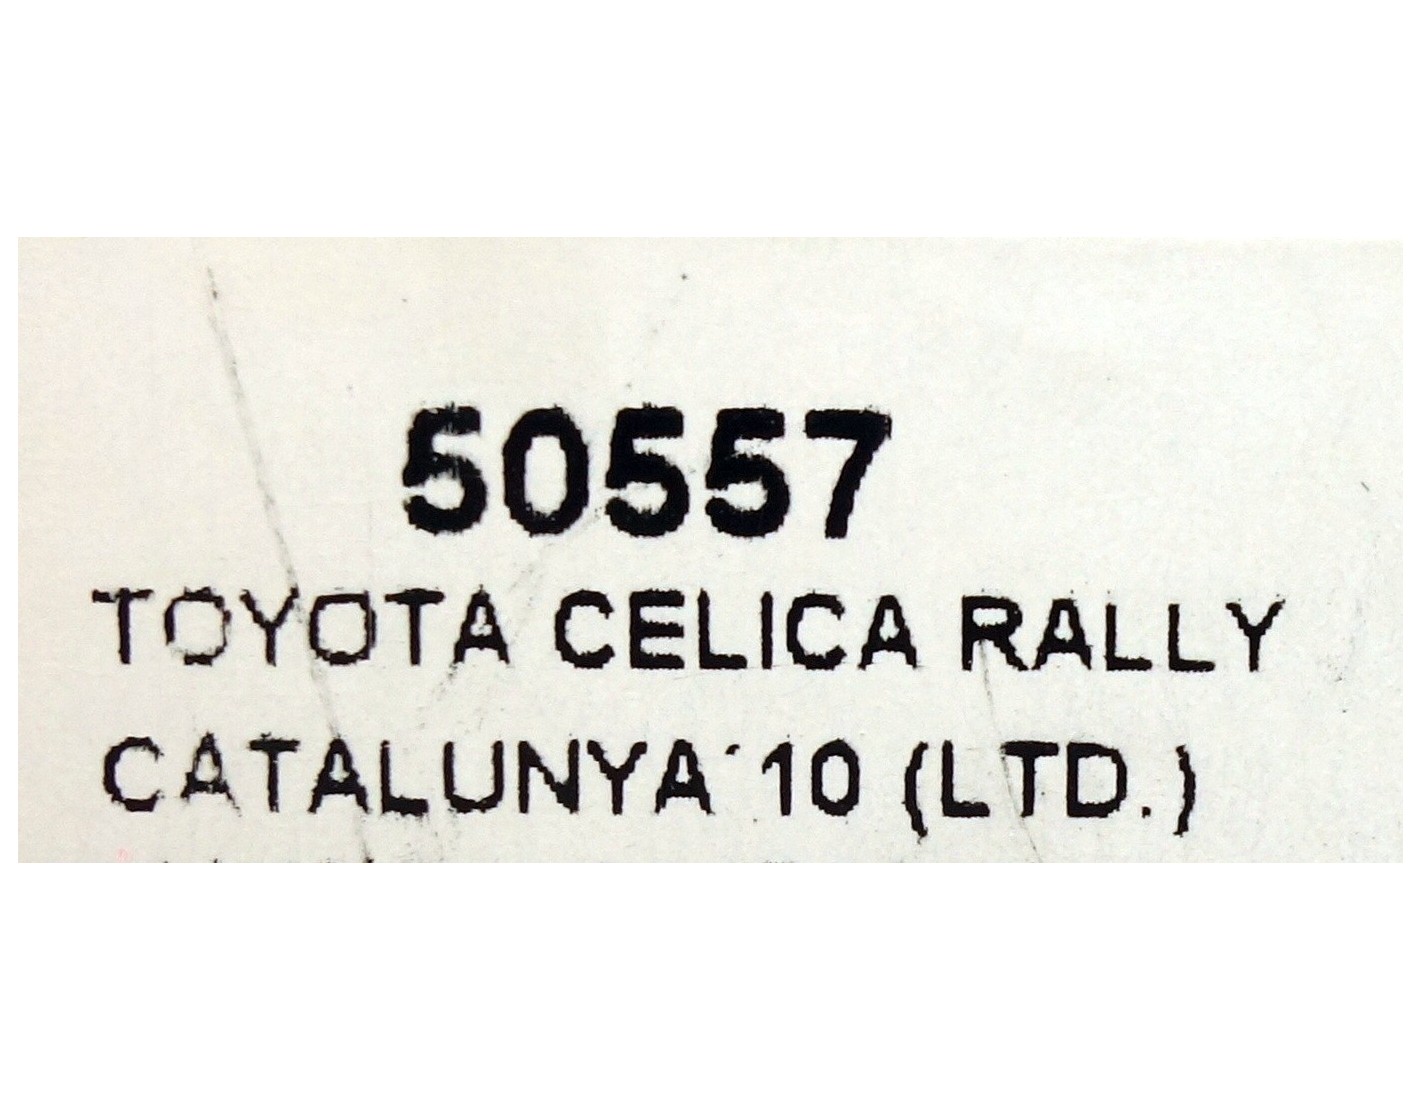 50557
TOYOTA CELICA RALLY
CATALUNYA´10 (LTD.)